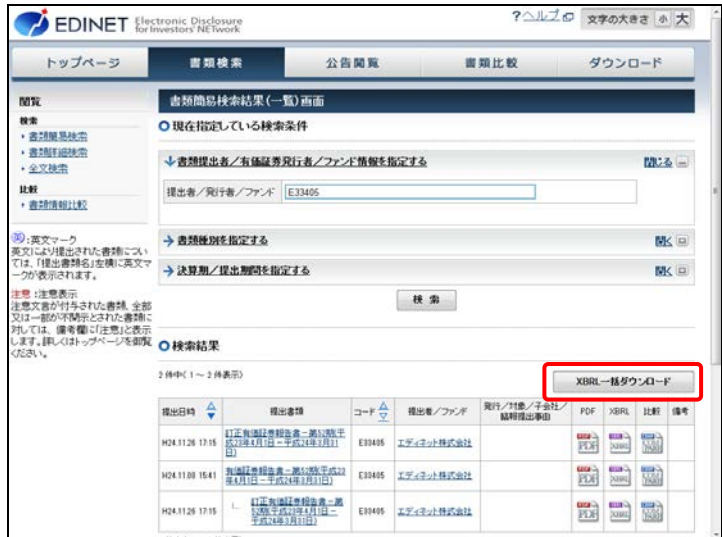 EDINET Electronic Disclosure for Investors' NETwork
?ヘルプ 文字の大きさ 小 大
トップページ 書類検索 公告閲覧 書類比較 ダウンロード
閲覧
検索
書類簡易検索
書類詳細検索
全文検索
比較
書類情報比較
英:英文マーク
英文により提出された書類につい
ては、「提出書類名」左横に英文マ
ークが表示されます。
注意:注意表示
注意文言が付与された書類、全部
又は一部が不開示とされた書類に
対しては、備考欄に「注意」と表示
します。詳しくはトップページを御覧
ください。
書類簡易検索結果(一覧)画面
現在指定している検索条件
書類提出者/有価証券発行者/ファンド情報を指定する 閉じる
提出者/発行者/ファンド E33405
書類種別を指定する 開く
決算期/提出期間を指定する 開く
検 索
検索結果
2件中(1~2件表示)
XBRL一括ダウンロード
提出日時 提出書類 コード 提出者/ファンド 発行/対象/子会社/臨報提出事由 PDF XBRL 比較 備考
H24.11.26 17:15 訂正有価証券報告書-第52期(平
成23年4月1日-平成24年3月31
日) E33405 エディネット株式会社 PDF XBRL
H24.11.08 15:41 有価証券報告書-第52期(平成23
年4月1日-平成24年3月31日) E33405 エディネット株式会社 PDF XBRL
H24.11.26 17:15 訂正有価証券報告書-第
52期(平成23年4月1日-
平成24年3月31日) E33405 エディネット株式会社 PDF XBRL